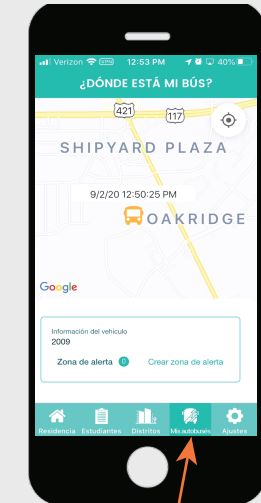 Verizon VPN 12:53 PM 40%
¿DÓNDE ESTÁ MI BÚS?
421
117
SHIPYARD PLAZA
9/2/20 12:50:25 PM
OAKRIDGE
Google
Información del vehículo
2009
Zona de alerta 0 Crear zona de alerta
Residencia Estudiantes Distritos Mis autobusés Ajustes